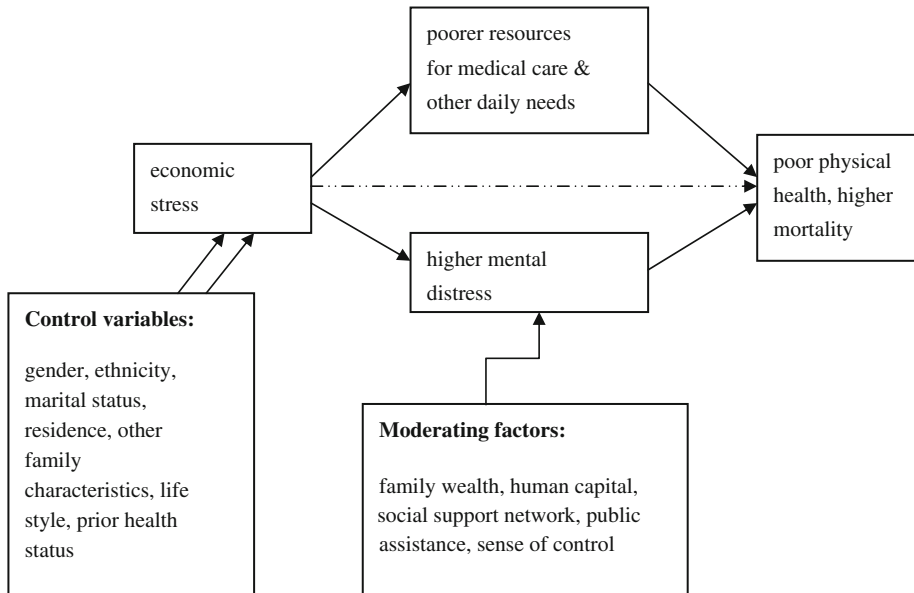 poorer resources
for medical care &
other daily needs
economic
stress
poor physical
health, higher
mortality
higher mental
distress
Control variables:
gender, ethnicity,
marital status,
residence, other
family
characteristics, life
style, prior health
status
Moderating factors:
family wealth, human capital,
social support network, public
assistance, sense of control